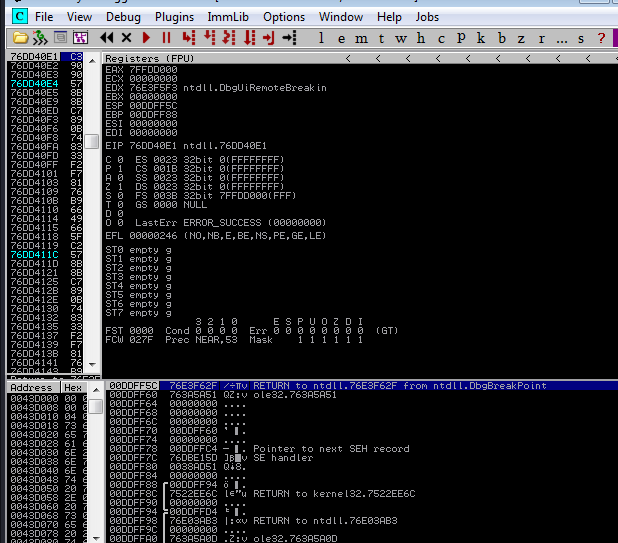 C File View Debug Plugins ImmLib Options Window Help Jobs
l e m t w h c p k b z r ... s ?
76DD40E1 C3
76DD40E2 90
76DD40E3 90
76DD40E4 57
76DD40E5 8B
76DD40E9 8B
76DD40ED C7
76DD40F3 89
76DD40F6 0B
76DD40F8 74
76DD40FA 83
76DD40FD 33
76DD40FF F2
76DD4101 F7
76DD4103 81
76DD4109 76
76DD410B B9
76DD4110 66
76DD4114 49
76DD4115 66
76DD4118 5F
76DD4119 C2
76DD411C 57
76DD411D 8B
76DD4121 8B
76DD4125 C7
76DD412C 89
76DD412E 0B
76DD4130 74
76DD4132 83
76DD4135 33
76DD4137 F2
76DD4139 F7
76DD413B 81
76DD4141 76
76DD4143 B9
Registers (FPU) < < < < < <
EAX 7FFDD000
ECX 00000000
EDX 76E3F5F3 ntdll.DbgUiRemoteBreakin
EBX 00000000
ESP 00DDFF5C
EBP 00DDFF88
ESI 00000000
EDI 00000000
EIP 76DD40E1 ntdll.76DD40E1
C 0 ES 0023 32bit 0(FFFFFFFF)
P 1 CS 001B 32bit 0(FFFFFFFF)
A 0 SS 0023 32bit 0(FFFFFFFF)
Z 1 DS 0023 32bit 0(FFFFFFFF)
S 0 FS 003B 32bit 7FFDD000(FFF)
T 0 GS 0000 NULL
D 0
O 0 LastErr ERROR_SUCCESS (00000000)
EFL 00000246 (NO,NB,E,BE,NS,PE,GE,LE)
ST0 empty g
ST1 empty g
ST2 empty g
ST3 empty g
ST4 empty g
ST5 empty g
ST6 empty g
ST7 empty g
3 2 1 0 E S P U O Z D I
FST 0000 Cond 0 0 0 0 Err 0 0 0 0 0 0 0 0 (GT)
FCW 027F Prec NEAR,53 Mask 1 1 1 1 1 1
Address Hex
0043D000 00
0043D008 00
0043D010 04
0043D018 73
0043D020 65
0043D028 61
0043D030 6E
0043D038 6E
0043D040 6E
0043D048 74
0043D050 20
0043D058 2E
0043D060 20
0043D068 00
0043D070 65
0043D078 20
00DDFF5C 76E3F62F RETURN to ntdll.76E3F62F from ntdll.DbgBreakPoint
00DDFF60 763A5A51 QZ:v ole32.763A5A51
00DDFF64 00000000 ....
00DDFF68 00000000 ....
00DDFF6C 00000000 ....
00DDFF70 00000060
00DDFF74 00000000 ....
00DDFF78 00DDFFC4 Pointer to next SEH record
00DDFF7C 76DBE15D SE handler
00DDFF80 0038AD51
00DDFF84 00000000 ....
00DDFF88 00DDFF94
00DDFF8C 7522EE6C RETURN to kernel32.7522EE6C
00DDFF90 00000000 ....
00DDFF94 00DDFFD4
00DDFF98 76E03AB3 RETURN to ntdll.76E03AB3
00DDFF9C 00000000 ....
00DDFFA0 763A5A0D .Z:v ole32.763A5A0D